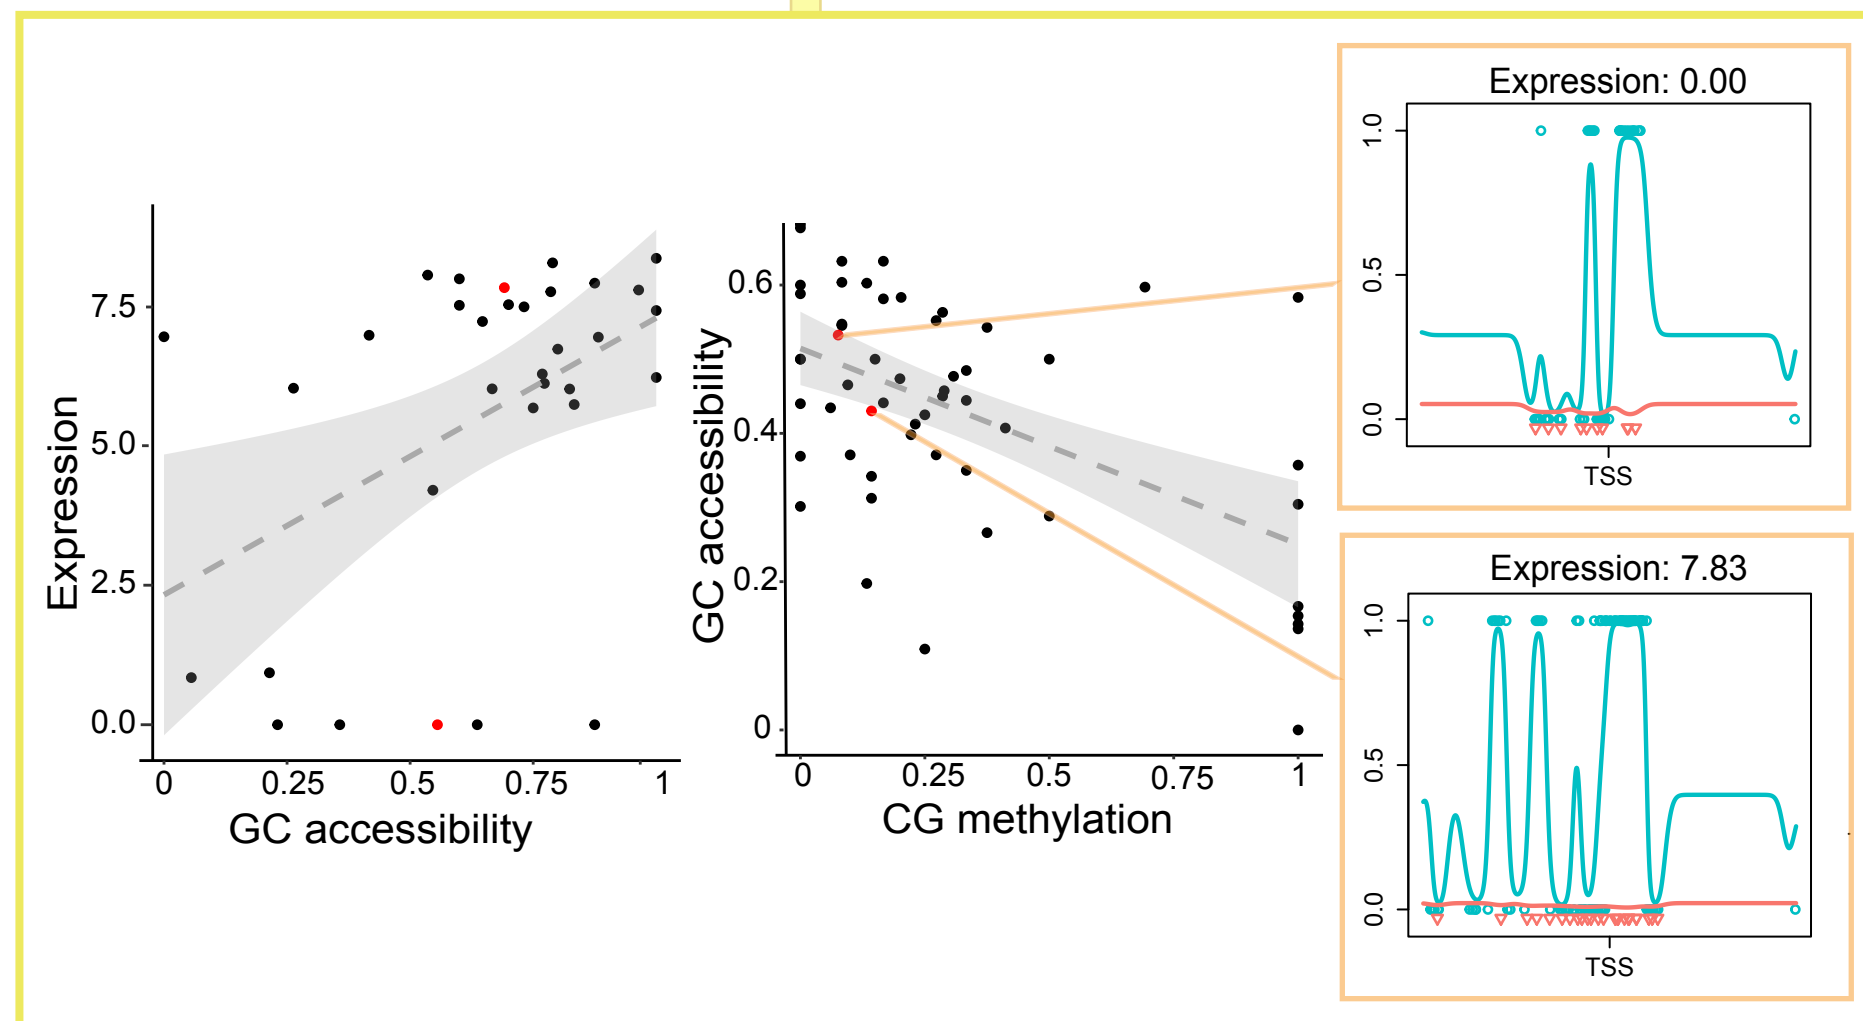 Expression
7.5
5.0
2.5
0.0
0 0.25 0.5 0.75 1
GC accessibility
GC accessibility
0.6
0.4
0.2
0
0 0.25 0.5 0.75 1
CG methylation
Expression: 0.00
1.0
0.5
0.0
TSS
Expression: 7.83
1.0
0.5
0.0
TSS